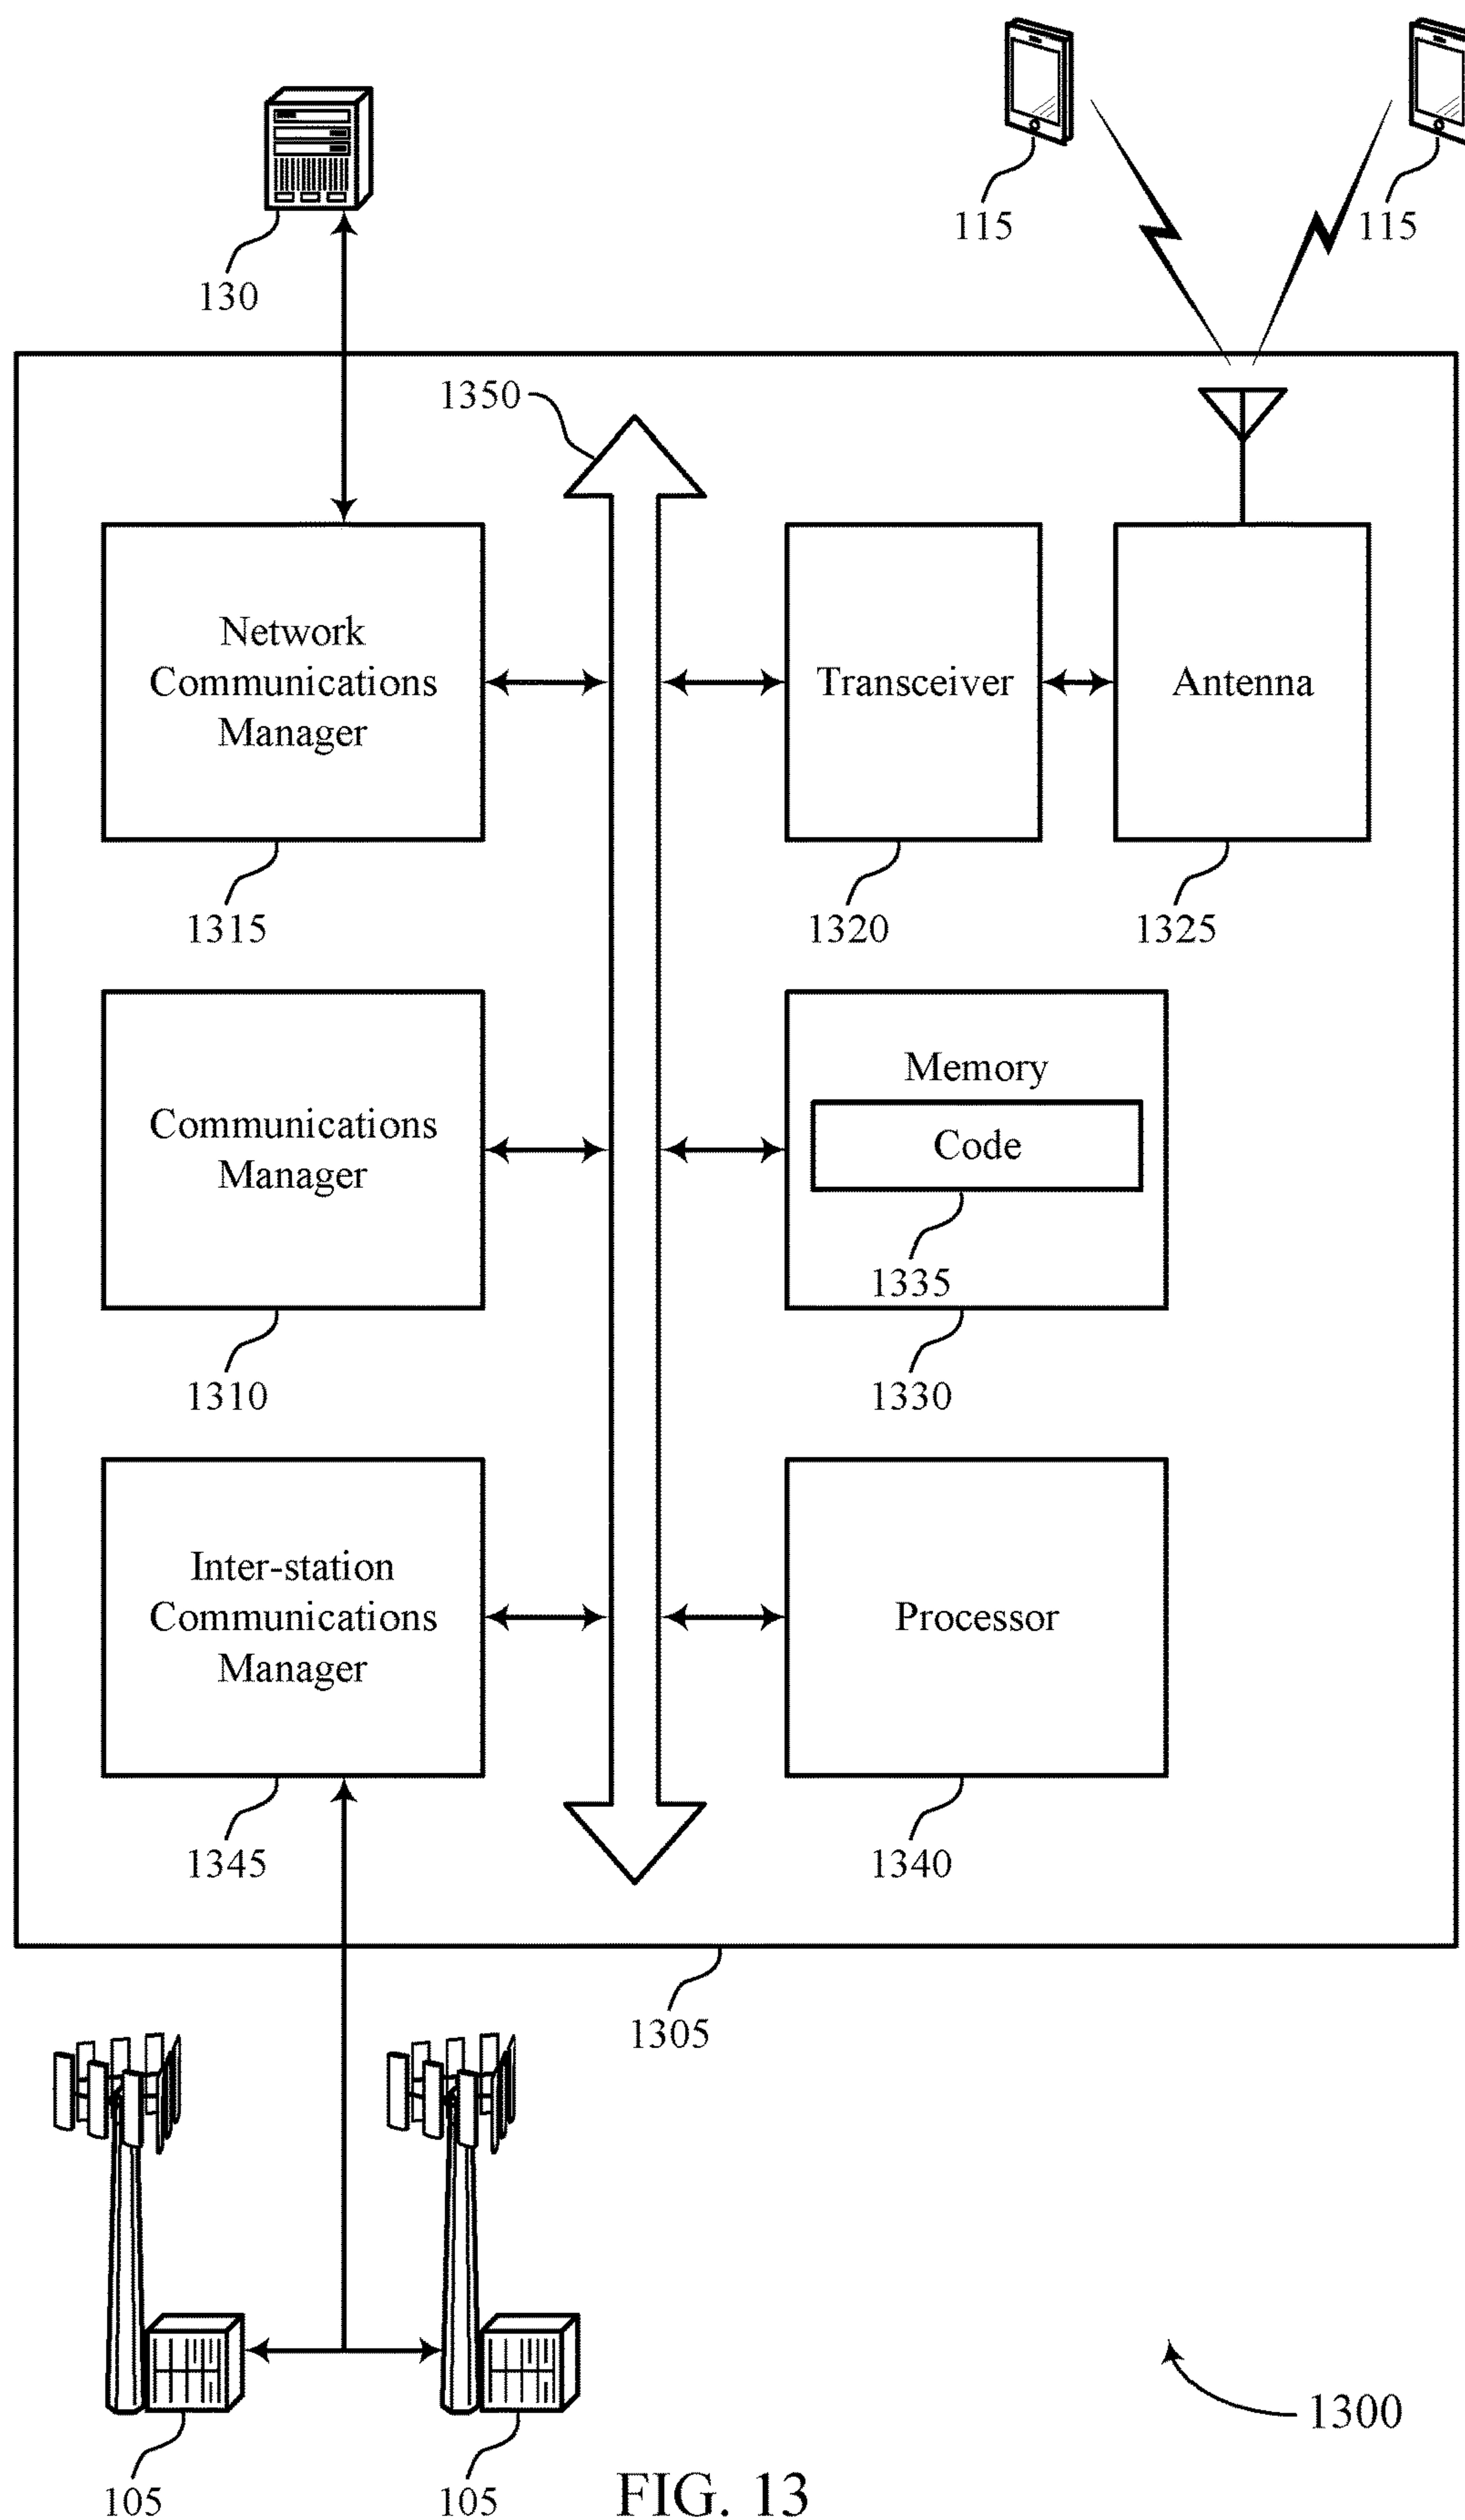 115
115
130
1350
Network
Communications
Manager
Transceiver
Antenna
1315
1320
1325
Communications
Manager
Memory
Code
1335
1310
1330
Inter-station
Communications
Manager
Processor
1345
1340
1305
1300
105
105
FIG. 13